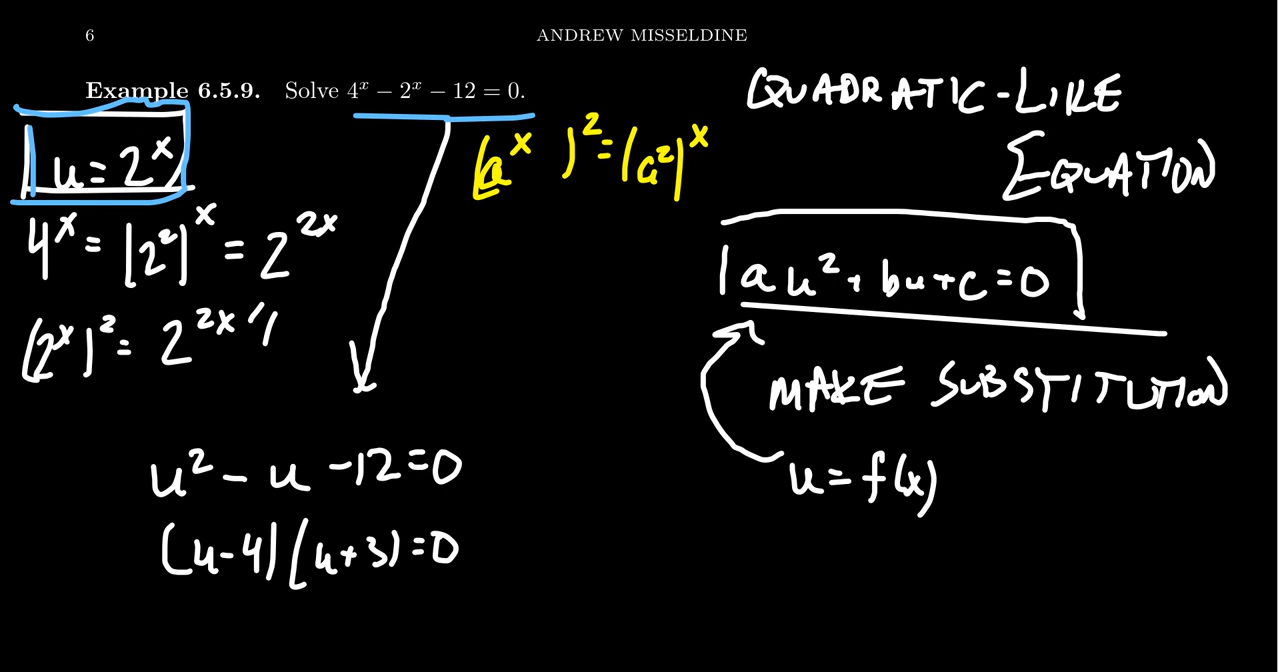 6
ANDREW MISSELDINE
Example 6.5.9. Solve 4^x − 2^x − 12 = 0.
u = 2^x
4^x = (2^2)^x = 2^{2x}
(2^x)^2 = 2^{2x}
(a^x)^2 = (a^2)^x
u^2 - u - 12 = 0
(u-4)(u+3) = 0
QUADRATIC-LIKE
EQUATION
au^2 + bu + c = 0
MAKE SUBSTITUTION
u = f(x)